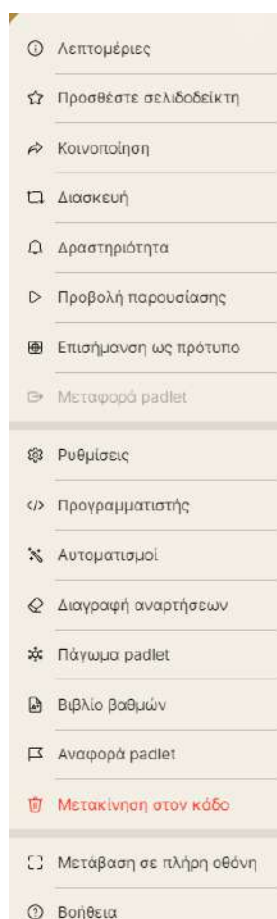 Λεπτομέριες
Προσθέστε σελιδοδείκτη
Κοινοποίηση
Διασκευή
Δραστηριότητα
Προβολή παρουσίασης
Επισήμανση ως πρότυπο
Μεταφορά padlet
Ρυθμίσεις
Προγραμματιστής
Αυτοματισμοί
Διαγραφή αναρτήσεων
Πάγωμα padlet
Βιβλίο βαθμών
Αναφορά padlet
Μετακίνηση στον κάδο
Μετάβαση σε πλήρη οθόνη
Βοήθεια